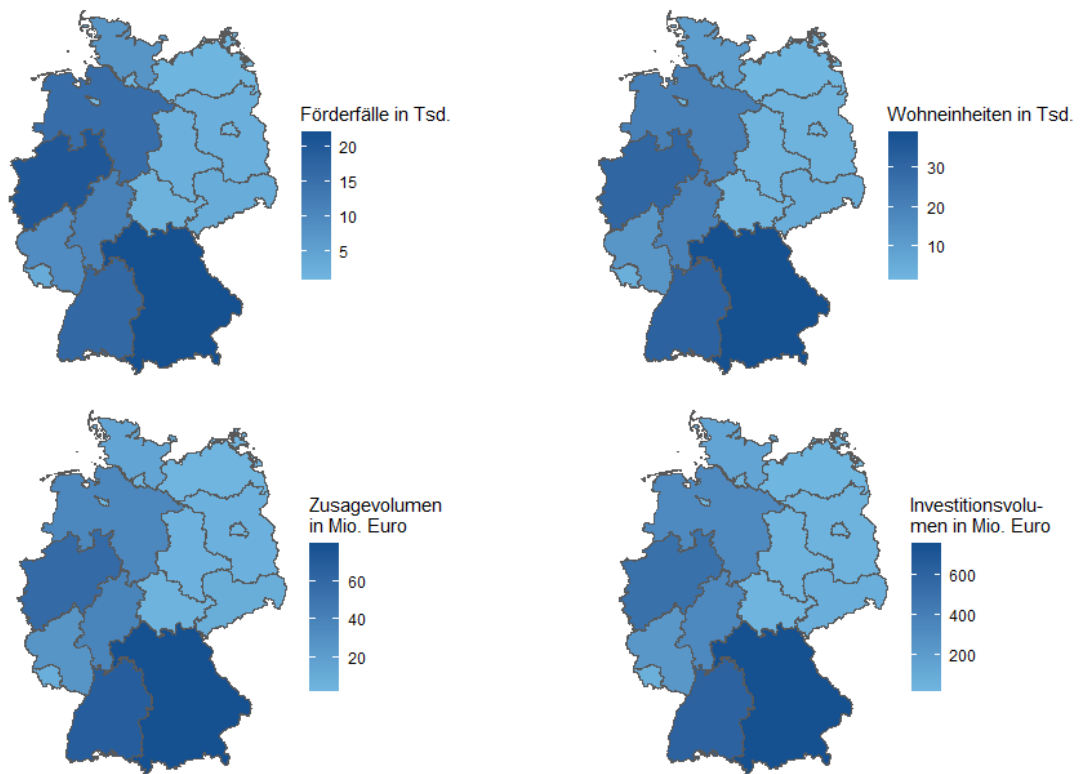 Förderfälle in Tsd.
20
15
10
5
Wohneinheiten in Tsd.
30
20
10
Zusagevolumen
in Mio. Euro
60
40
20
Investitionsvolu-
men in Mio. Euro
600
400
200